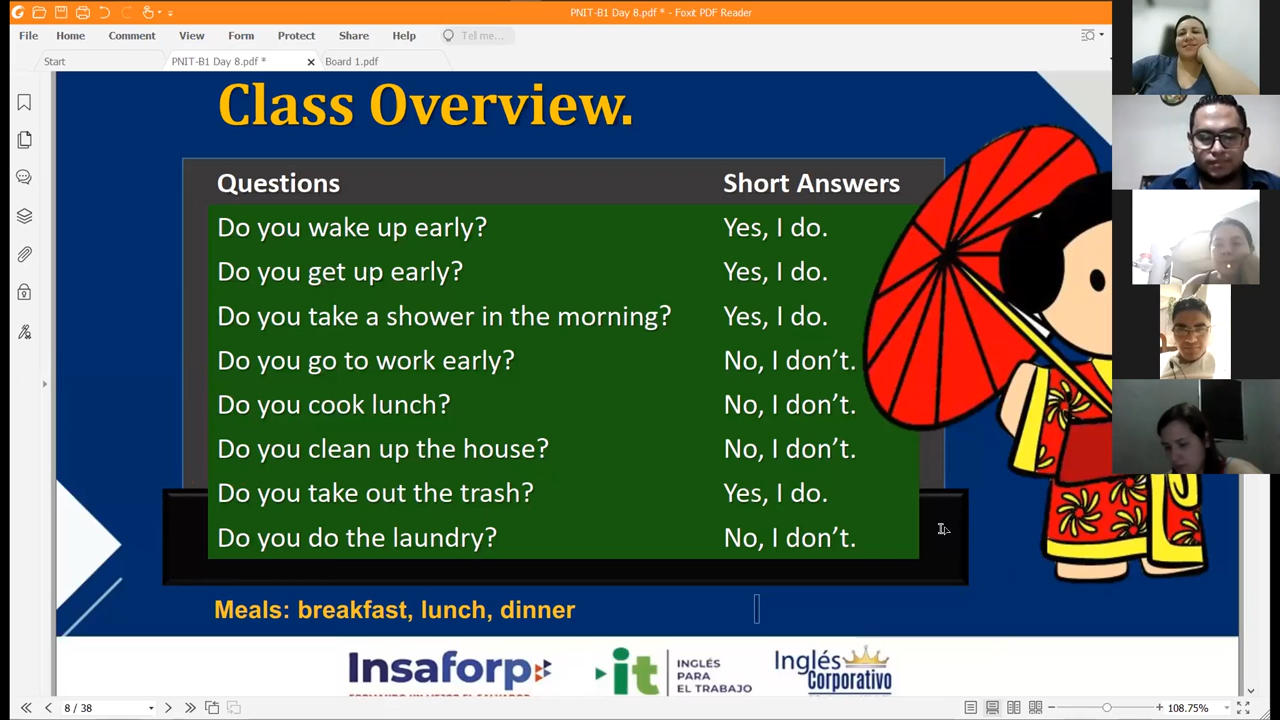 PNIT-B1 Day 8.pdf * - Foxit PDF Reader
File Home Comment View Form Protect Share Help Tell me...
Start PNIT-B1 Day 8.pdf * Board 1.pdf
Class Overview.
Questions Short Answers
Do you wake up early? Yes, I do.
Do you get up early? Yes, I do.
Do you take a shower in the morning? Yes, I do.
Do you go to work early? No, I don’t.
Do you cook lunch? No, I don’t.
Do you clean up the house? No, I don’t.
Do you take out the trash? Yes, I do.
Do you do the laundry? No, I don’t.
Meals: breakfast, lunch, dinner
Insaforp
it INGLÉS PARA EL TRABAJO
Inglés Corporativo
8 / 38 108.75%